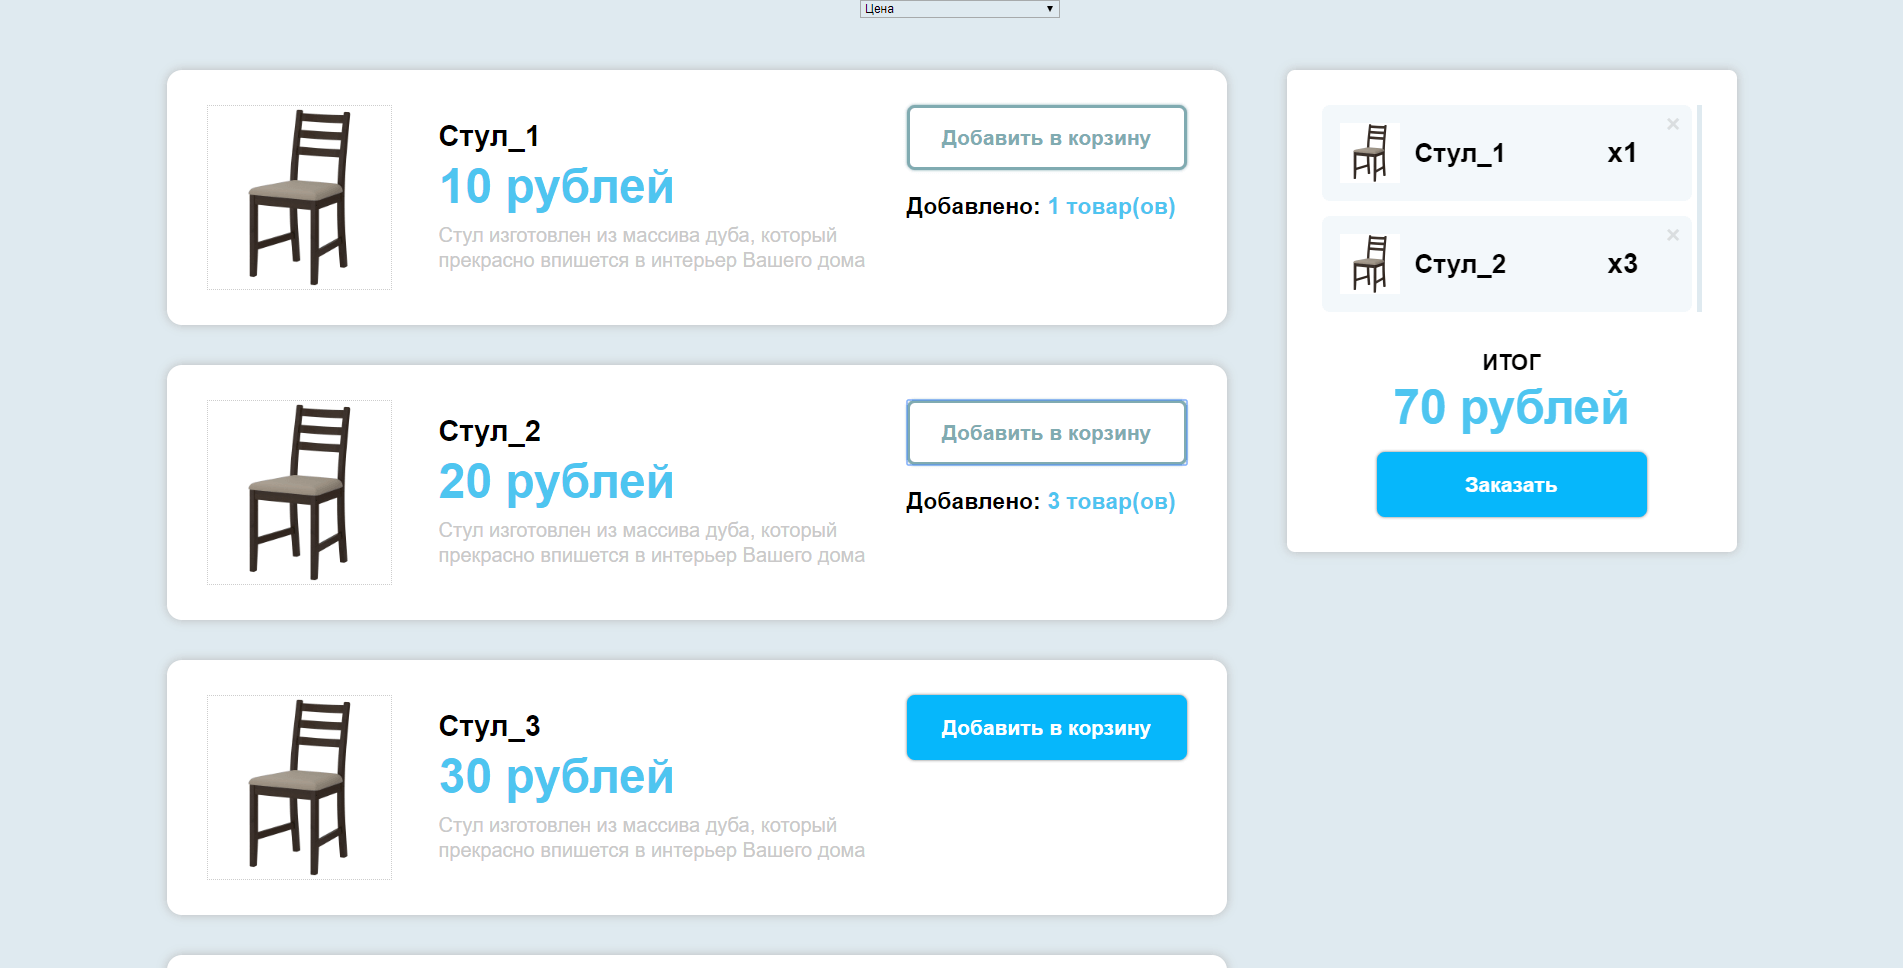 Цена
Стул_1
10 рублей
Стул изготовлен из массива дуба, который
прекрасно впишется в интерьер Вашего дома
Добавить в корзину
Добавлено: 1 товар(ов)
Стул_2
20 рублей
Стул изготовлен из массива дуба, который
прекрасно впишется в интерьер Вашего дома
Добавить в корзину
Добавлено: 3 товар(ов)
Стул_3
30 рублей
Стул изготовлен из массива дуба, который
прекрасно впишется в интерьер Вашего дома
Добавить в корзину
Стул_1 x1
Стул_2 x3
ИТОГ
70 рублей
Заказать